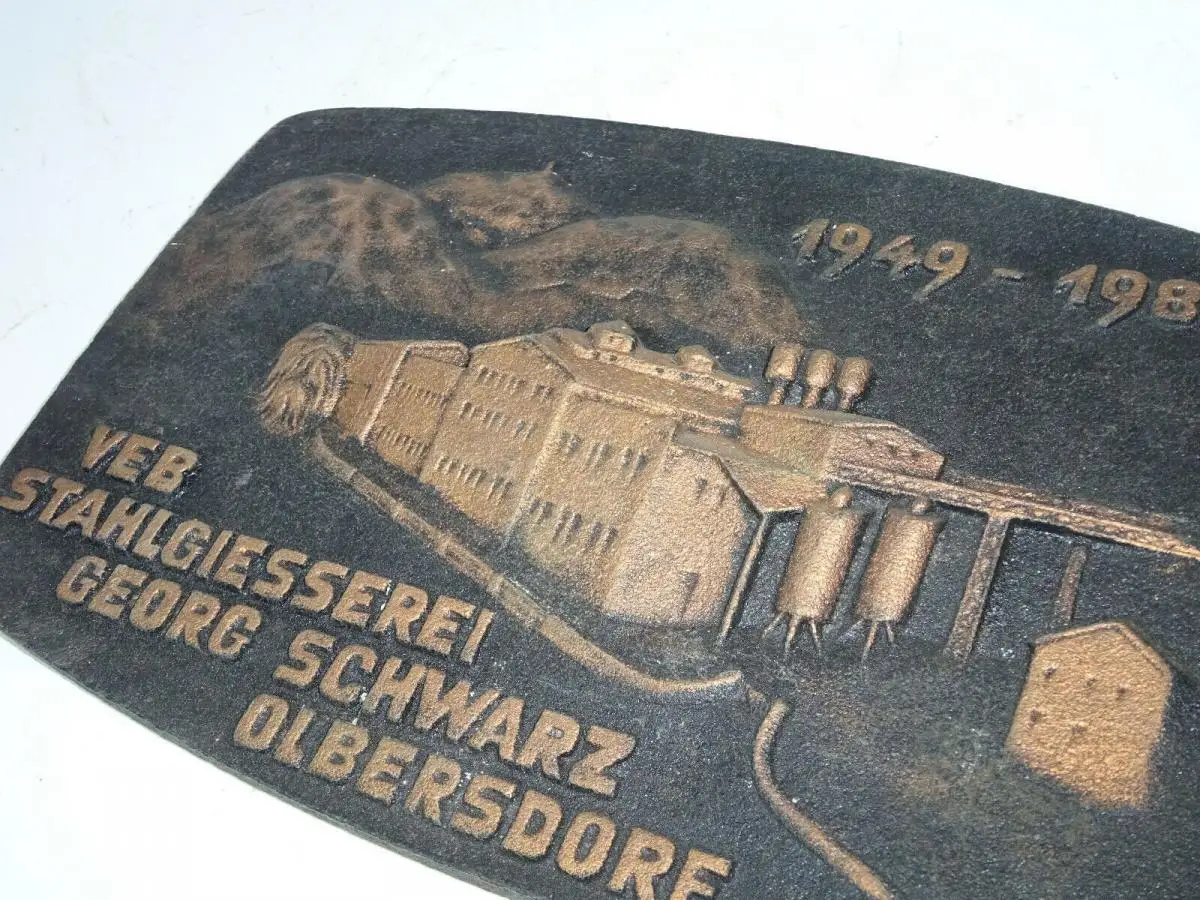 1949 - 198
VEB
STAHLGIESSEREI
GEORG SCHWARZ
OLBERSDORF